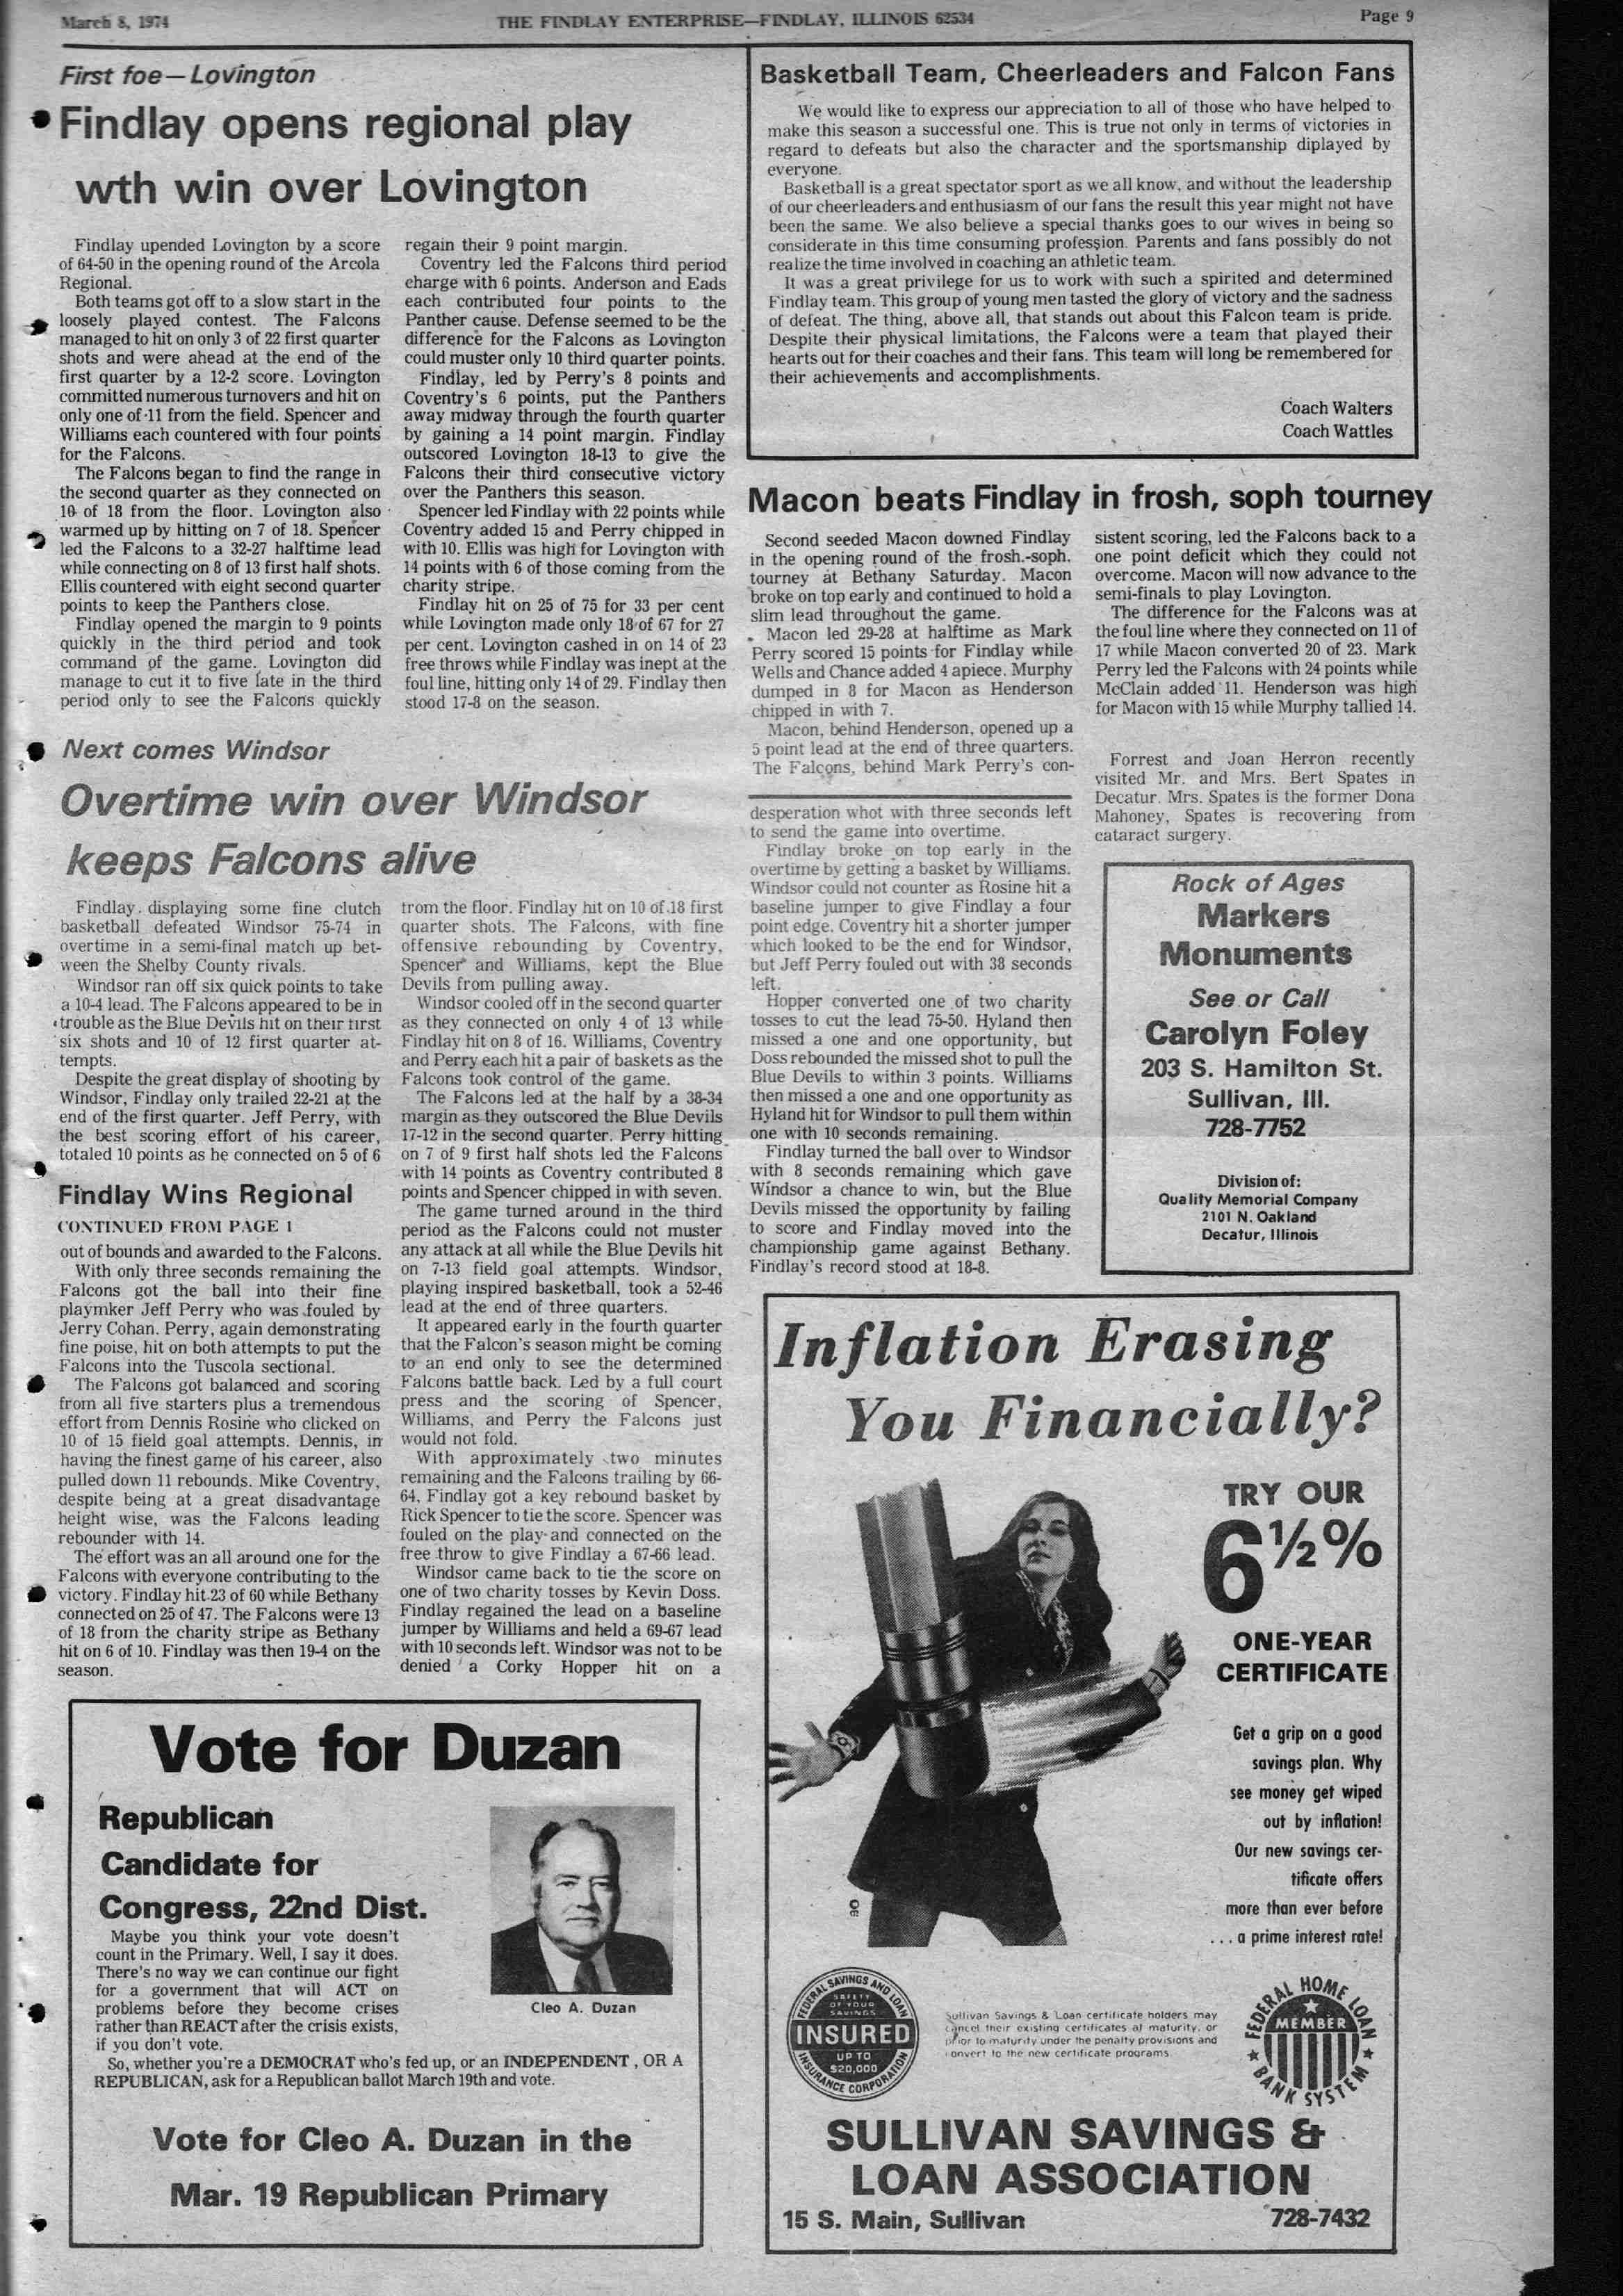 March 8, 1974
THE FINDLAY ENTERPRISE—FINDLAY, ILLINOIS 62534
Page 9
First foe—Lovington
Findlay opens regional play
wth win over Lovington
Findlay upended Lovington by a score
of 64-50 in the opening round of the Arcola
Regional.
Both teams got off to a slow start in the
loosely played contest. The Falcons
managed to hit on only 3 of 22 first quarter
shots and were ahead at the end of the
first quarter by a 12-2 score. Lovington
committed numerous turnovers and hit on
only one of 11 from the field. Spencer and
Williams each countered with four points
for the Falcons.
The Falcons began to find the range in
the second quarter as they connected on
10 of 18 from the floor. Lovington also
warmed up by hitting on 7 of 18. Spencer
led the Falcons to a 32-27 halftime lead
while connecting on 8 of 13 first half shots.
Ellis countered with eight second quarter
points to keep the Panthers close.
Findlay opened the margin to 9 points
quickly in the third period and took
command of the game. Lovington did
manage to cut it to five late in the third
period only to see the Falcons quickly
regain their 9 point margin.
Coventry led the Falcons third period
charge with 6 points. Anderson and Eads
each contributed four points to the
Panther cause. Defense seemed to be the
difference for the Falcons as Lovington
could muster only 10 third quarter points.
Findlay, led by Perry's 8 points and
Coventry's 6 points, put the Panthers
away midway through the fourth quarter
by gaining a 14 point margin. Findlay
outscored Lovington 18-13 to give the
Falcons their third consecutive victory
over the Panthers this season.
Spencer led Findlay with 22 points while
Coventry added 15 and Perry chipped in
with 10. Ellis was high for Lovington with
14 points with 6 of those coming from the
charity stripe.
Findlay hit on 25 of 75 for 33 per cent
while Lovington made only 18 of 67 for 27
per cent. Lovington cashed in on 14 of 23
free throws while Findlay was inept at the
foul line, hitting only 14 of 29. Findlay then
stood 17-8 on the season.
Basketball Team, Cheerleaders and Falcon Fans
We would like to express our appreciation to all of those who have helped to
make this season a successful one. This is true not only in terms of victories in
regard to defeats but also the character and the sportsmanship diplayed by
everyone.
Basketball is a great spectator sport as we all know, and without the leadership
of our cheerleaders and enthusiasm of our fans the result this year might not have
been the same. We also believe a special thanks goes to our wives in being so
considerate in this time consuming profession. Parents and fans possibly do not
realize the time involved in coaching an athletic team.
It was a great privilege for us to work with such a spirited and determined
Findlay team. This group of young men tasted the glory of victory and the sadness
of defeat. The thing, above all, that stands out about this Falcon team is pride.
Despite their physical limitations, the Falcons were a team that played their
hearts out for their coaches and their fans. This team will long be remembered for
their achievements and accomplishments.
Coach Walters
Coach Wattles
Macon beats Findlay in frosh, soph tourney
Second seeded Macon downed Findlay
in the opening round of the frosh.-soph.
tourney at Bethany Saturday. Macon
broke on top early and continued to hold a
slim lead throughout the game.
Macon led 29-28 at halftime as Mark
Perry scored 15 points for Findlay while
Wells and Chance added 4 apiece. Murphy
dumped in 8 for Macon as Henderson
chipped in with 7.
Macon, behind Henderson, opened up a
5 point lead at the end of three quarters.
The Falcons, behind Mark Perry's con-
sistent scoring, led the Falcons back to a
one point deficit which they could not
overcome. Macon will now advance to the
semi-finals to play Lovington.
The difference for the Falcons was at
the foul line where they connected on 11 of
17 while Macon converted 20 of 23. Mark
Perry led the Falcons with 24 points while
McClain added 11. Henderson was high
for Macon with 15 while Murphy tallied 14.
Forrest and Joan Herron recently
visited Mr. and Mrs. Bert Spates in
Decatur. Mrs. Spates is the former Dona
Mahoney, Spates is recovering from
cataract surgery.
Next comes Windsor
Overtime win over Windsor
keeps Falcons alive
Findlay, displaying some fine clutch
basketball defeated Windsor 75-74 in
overtime in a semi-final match up bet-
ween the Shelby County rivals.
Windsor ran off six quick points to take
a 10-4 lead. The Falcons appeared to be in
trouble as the Blue Devils hit on their first
six shots and 10 of 12 first quarter at-
tempts.
Despite the great display of shooting by
Windsor, Findlay only trailed 22-21 at the
end of the first quarter. Jeff Perry, with
the best scoring effort of his career,
totaled 10 points as he connected on 5 of 6
from the floor. Findlay hit on 10 of 18 first
quarter shots. The Falcons, with fine
offensive rebounding by Coventry,
Spencer and Williams, kept the Blue
Devils from pulling away.
Windsor cooled off in the second quarter
as they connected on only 4 of 13 while
Findlay hit on 8 of 16. Williams, Coventry
and Perry each hit a pair of baskets as the
Falcons took control of the game.
The Falcons led at the half by a 38-34
margin as they outscored the Blue Devils
17-12 in the second quarter. Perry hitting
on 7 of 9 first half shots led the Falcons
with 14 points as Coventry contributed 8
points and Spencer chipped in with seven.
The game turned around in the third
period as the Falcons could not muster
any attack at all while the Blue Devils hit
on 7-13 field goal attempts. Windsor,
playing inspired basketball, took a 52-46
lead at the end of three quarters.
It appeared early in the fourth quarter
that the Falcon's season might be coming
to an end only to see the determined
Falcons battle back. Led by a full court
press and the scoring of Spencer,
Williams, and Perry the Falcons just
would not fold.
With approximately two minutes
remaining and the Falcons trailing by 66-
64, Findlay got a key rebound basket by
Rick Spencer to tie the score. Spencer was
fouled on the play and connected on the
free throw to give Findlay a 67-66 lead.
Windsor came back to tie the score on
one of two charity tosses by Kevin Doss.
Findlay regained the lead on a baseline
jumper by Williams and held a 69-67 lead
with 10 seconds left. Windsor was not to be
denied a Corky Hopper hit on a
desperation whot with three seconds left
to send the game into overtime.
Findlay broke on top early in the
overtime by getting a basket by Williams.
Windsor could not counter as Rosine hit a
baseline jumper to give Findlay a four
point edge. Coventry hit a shorter jumper
which looked to be the end for Windsor,
but Jeff Perry fouled out with 38 seconds
left.
Hopper converted one of two charity
tosses to cut the lead 75-50. Hyland then
missed a one and one opportunity, but
Doss rebounded the missed shot to pull the
Blue Devils to within 3 points. Williams
then missed a one and one opportunity as
Hyland hit for Windsor to pull them within
one with 10 seconds remaining.
Findlay turned the ball over to Windsor
with 8 seconds remaining which gave
Windsor a chance to win, but the Blue
Devils missed the opportunity by failing
to score and Findlay moved into the
championship game against Bethany.
Findlay's record stood at 18-8.
Findlay Wins Regional
CONTINUED FROM PAGE 1
out of bounds and awarded to the Falcons.
With only three seconds remaining the
Falcons got the ball into their fine
playmker Jeff Perry who was fouled by
Jerry Cohan. Perry, again demonstrating
fine poise, hit on both attempts to put the
Falcons into the Tuscola sectional.
The Falcons got balanced and scoring
from all five starters plus a tremendous
effort from Dennis Rosine who clicked on
10 of 15 field goal attempts. Dennis, in
having the finest game of his career, also
pulled down 11 rebounds. Mike Coventry,
despite being at a great disadvantage
height wise, was the Falcons leading
rebounder with 14.
The effort was an all around one for the
Falcons with everyone contributing to the
victory. Findlay hit 23 of 60 while Bethany
connected on 25 of 47. The Falcons were 13
of 18 from the charity stripe as Bethany
hit on 6 of 10. Findlay was then 19-4 on the
season.
Rock of Ages
Markers
Monuments
See or Call
Carolyn Foley
203 S. Hamilton St.
Sullivan, Ill.
728-7752
Division of:
Quality Memorial Company
2101 N. Oakland
Decatur, Illinois
Vote for Duzan
Republican
Candidate for
Congress, 22nd Dist.
Maybe you think your vote doesn't
count in the Primary. Well, I say it does.
There's no way we can continue our fight
for a government that will ACT on
problems before they become crises
rather than REACT after the crisis exists,
if you don't vote.
So, whether you're a DEMOCRAT who's fed up, or an INDEPENDENT , OR A
REPUBLICAN, ask for a Republican ballot March 19th and vote.
Cleo A. Duzan
Vote for Cleo A. Duzan in the
Mar. 19 Republican Primary
Inflation Erasing
You Financially?
TRY OUR
6½%
ONE-YEAR
CERTIFICATE
Get a grip on a good
savings plan. Why
see money get wiped
out by inflation!
Our new savings cer-
tificate offers
more than ever before
... a prime interest rate!
FEDERAL SAVINGS AND LOAN
SAFETY
OF YOUR
SAVINGS
INSURED
UP TO
$20,000
INSURANCE CORPORATION
Sullivan Savings & Loan certificate holders may
cancel their existing certificates at maturity, or
prior to maturity under the penalty provisions and
convert to the new certificate programs.
FEDERAL HOME LOAN
MEMBER
BANK SYSTEM
SULLIVAN SAVINGS &
LOAN ASSOCIATION
15 S. Main, Sullivan
728-7432